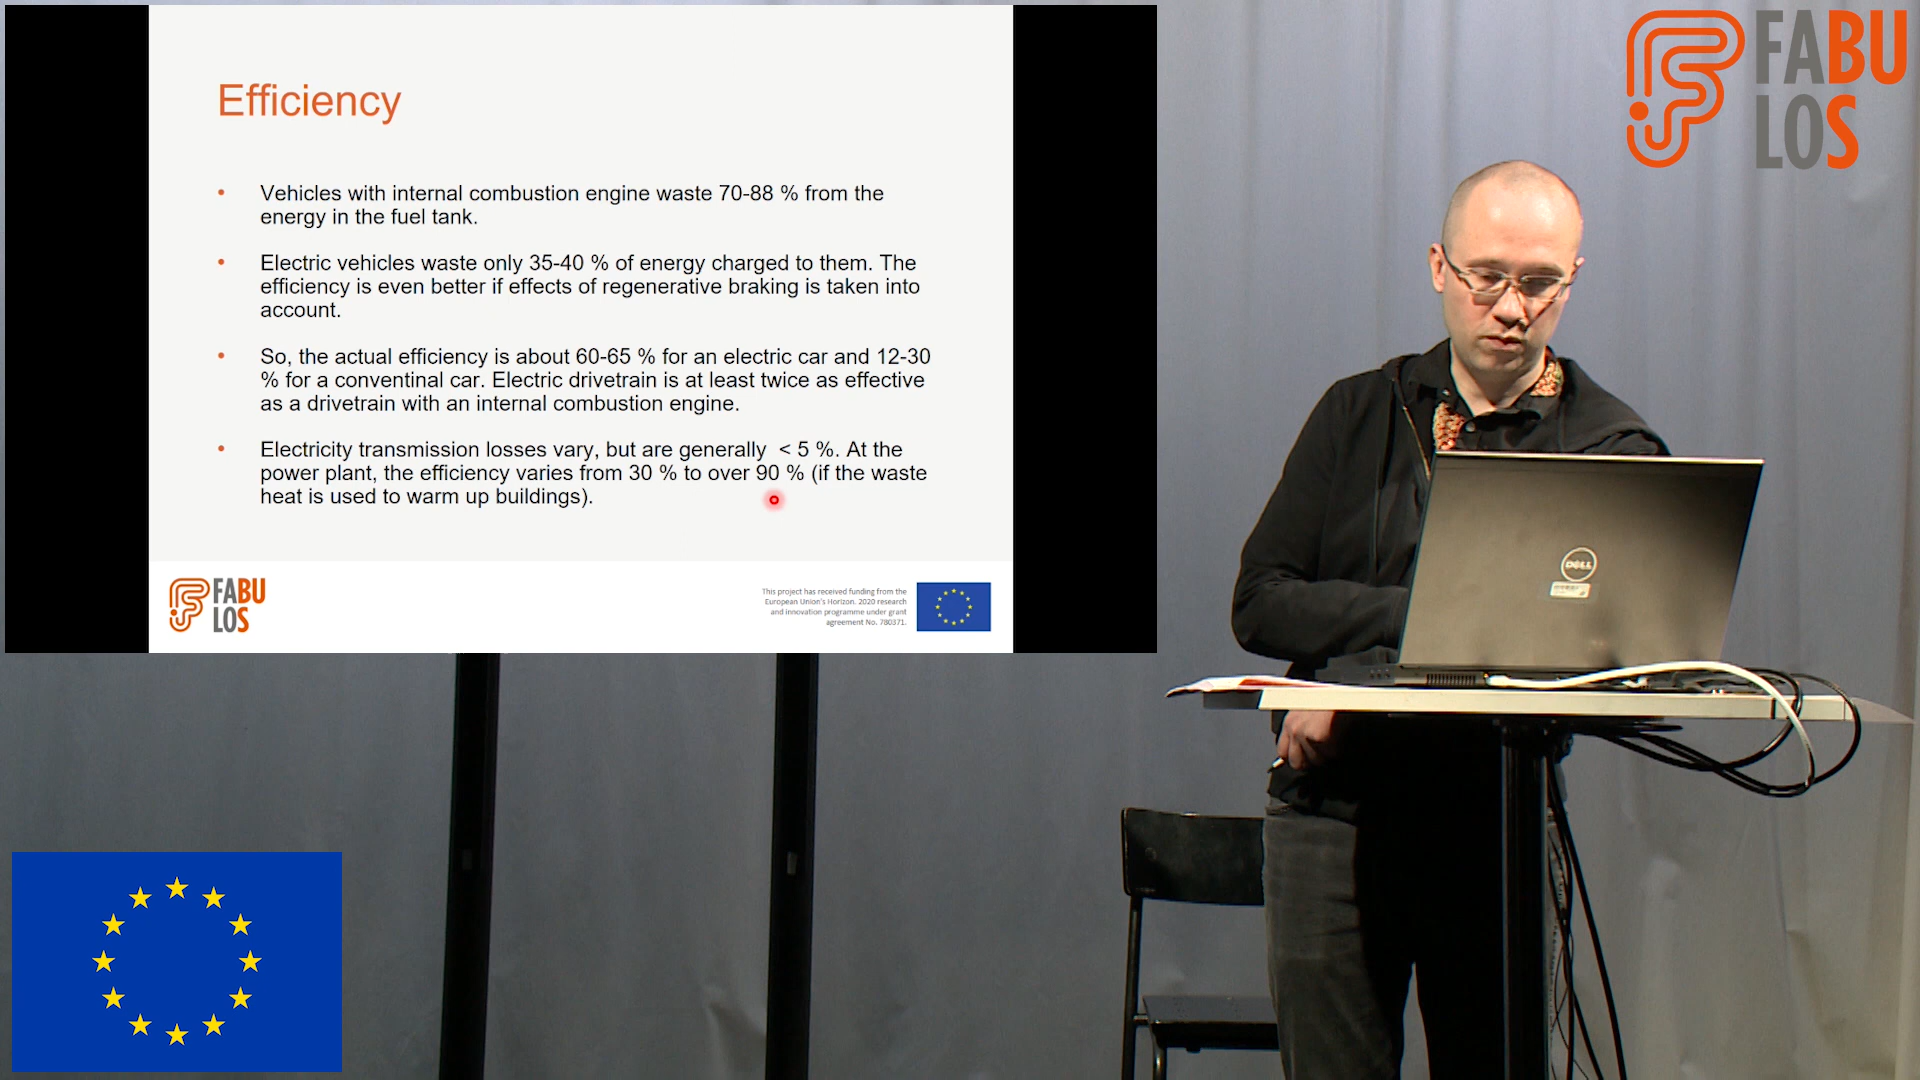 Efficiency
• Vehicles with internal combustion engine waste 70-88 % from the
energy in the fuel tank.
• Electric vehicles waste only 35-40 % of energy charged to them. The
efficiency is even better if effects of regenerative braking is taken into
account.
• So, the actual efficiency is about 60-65 % for an electric car and 12-30
% for a conventinal car. Electric drivetrain is at least twice as effective
as a drivetrain with an internal combustion engine.
• Electricity transmission losses vary, but are generally  < 5 %. At the
power plant, the efficiency varies from 30 % to over 90 % (if the waste
heat is used to warm up buildings).
FABU
LOS
This project has received funding from the
European Union's Horizon. 2020 research
and innovation programme under grant
agreement No. 780371.
FABU
LOS
DELL